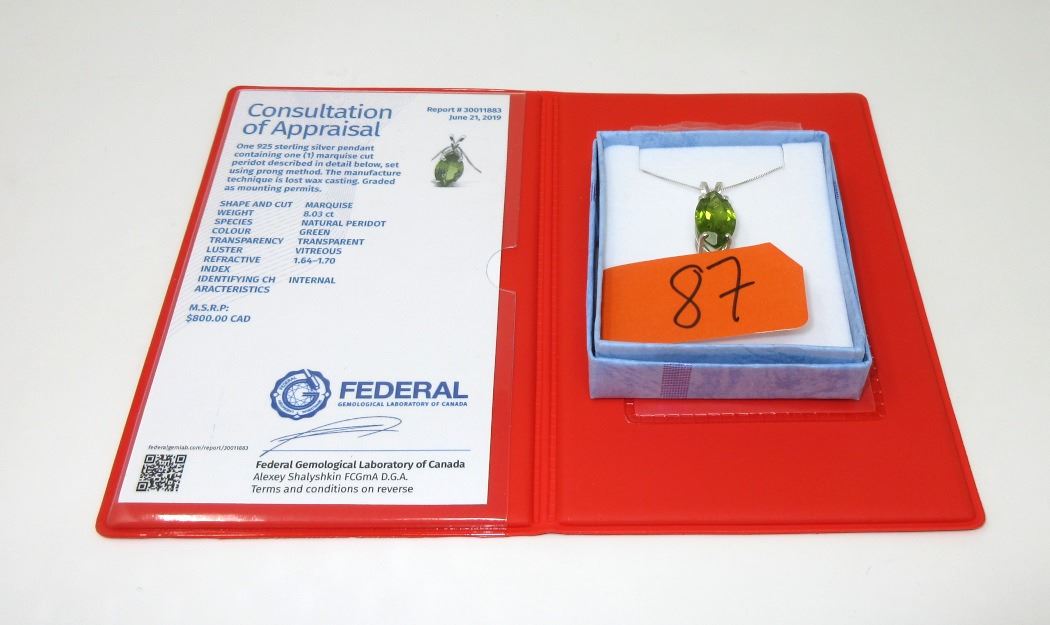 Consultation
of Appraisal
Report # 30011883
June 21, 2019
One 925 sterling silver pendant
containing one (1) marquise cut
peridot described in detail below, set
using prong method. The manufacture
technique is lost wax casting. Graded
as mounting permits.
SHAPE AND CUT MARQUISE
WEIGHT 8.03 ct
SPECIES NATURAL PERIDOT
COLOUR GREEN
TRANSPARENCY TRANSPARENT
LUSTER VITREOUS
REFRACTIVE 1.64-1.70
INDEX
IDENTIFYING CH INTERNAL
ARACTERISTICS
M.S.R.P:
$800.00 CAD
FEDERAL
GEMOLOGICAL LABORATORY OF CANADA
federalgemlab.com/report/30011883
Federal Gemological Laboratory of Canada
Alexey Shalyshkin FCGmA D.G.A.
Terms and conditions on reverse
87